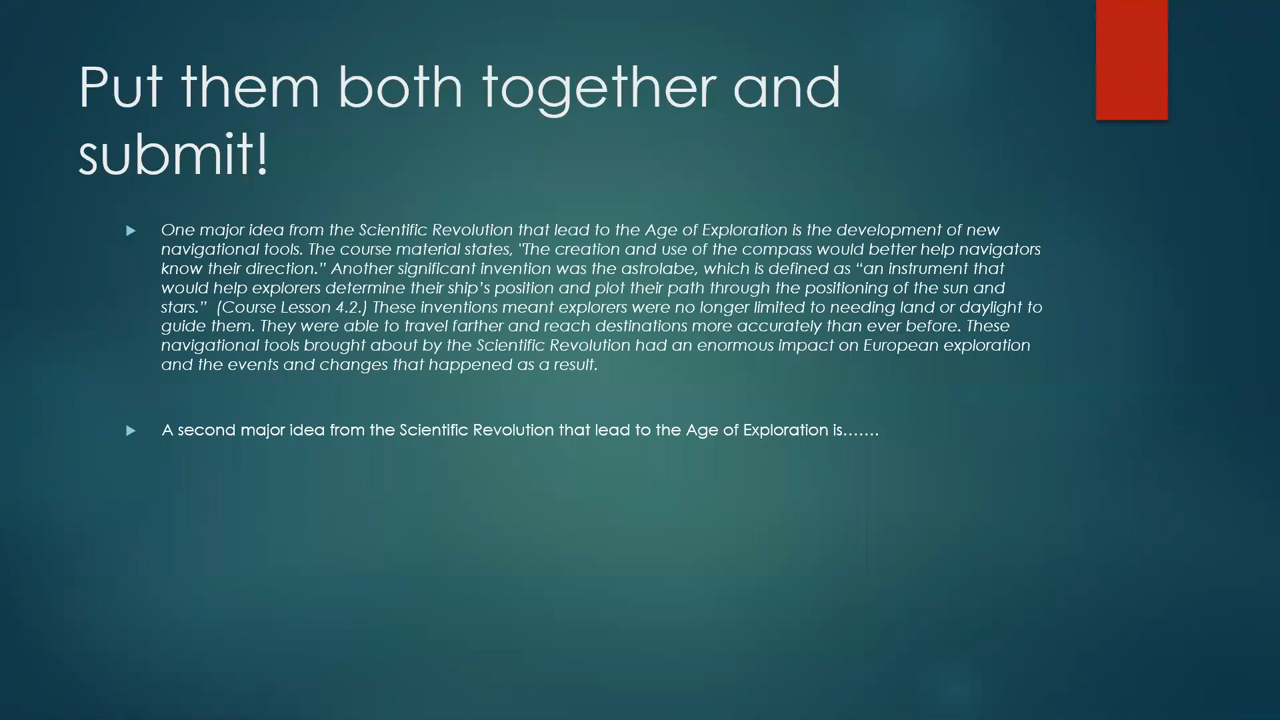 Put them both together and
submit!
One major idea from the Scientific Revolution that lead to the Age of Exploration is the development of new
navigational tools. The course material states, "The creation and use of the compass would better help navigators
know their direction.” Another significant invention was the astrolabe, which is defined as “an instrument that
would help explorers determine their ship’s position and plot their path through the positioning of the sun and
stars.”  (Course Lesson 4.2.) These inventions meant explorers were no longer limited to needing land or daylight to
guide them. They were able to travel farther and reach destinations more accurately than ever before. These
navigational tools brought about by the Scientific Revolution had an enormous impact on European exploration
and the events and changes that happened as a result.
A second major idea from the Scientific Revolution that lead to the Age of Exploration is…….